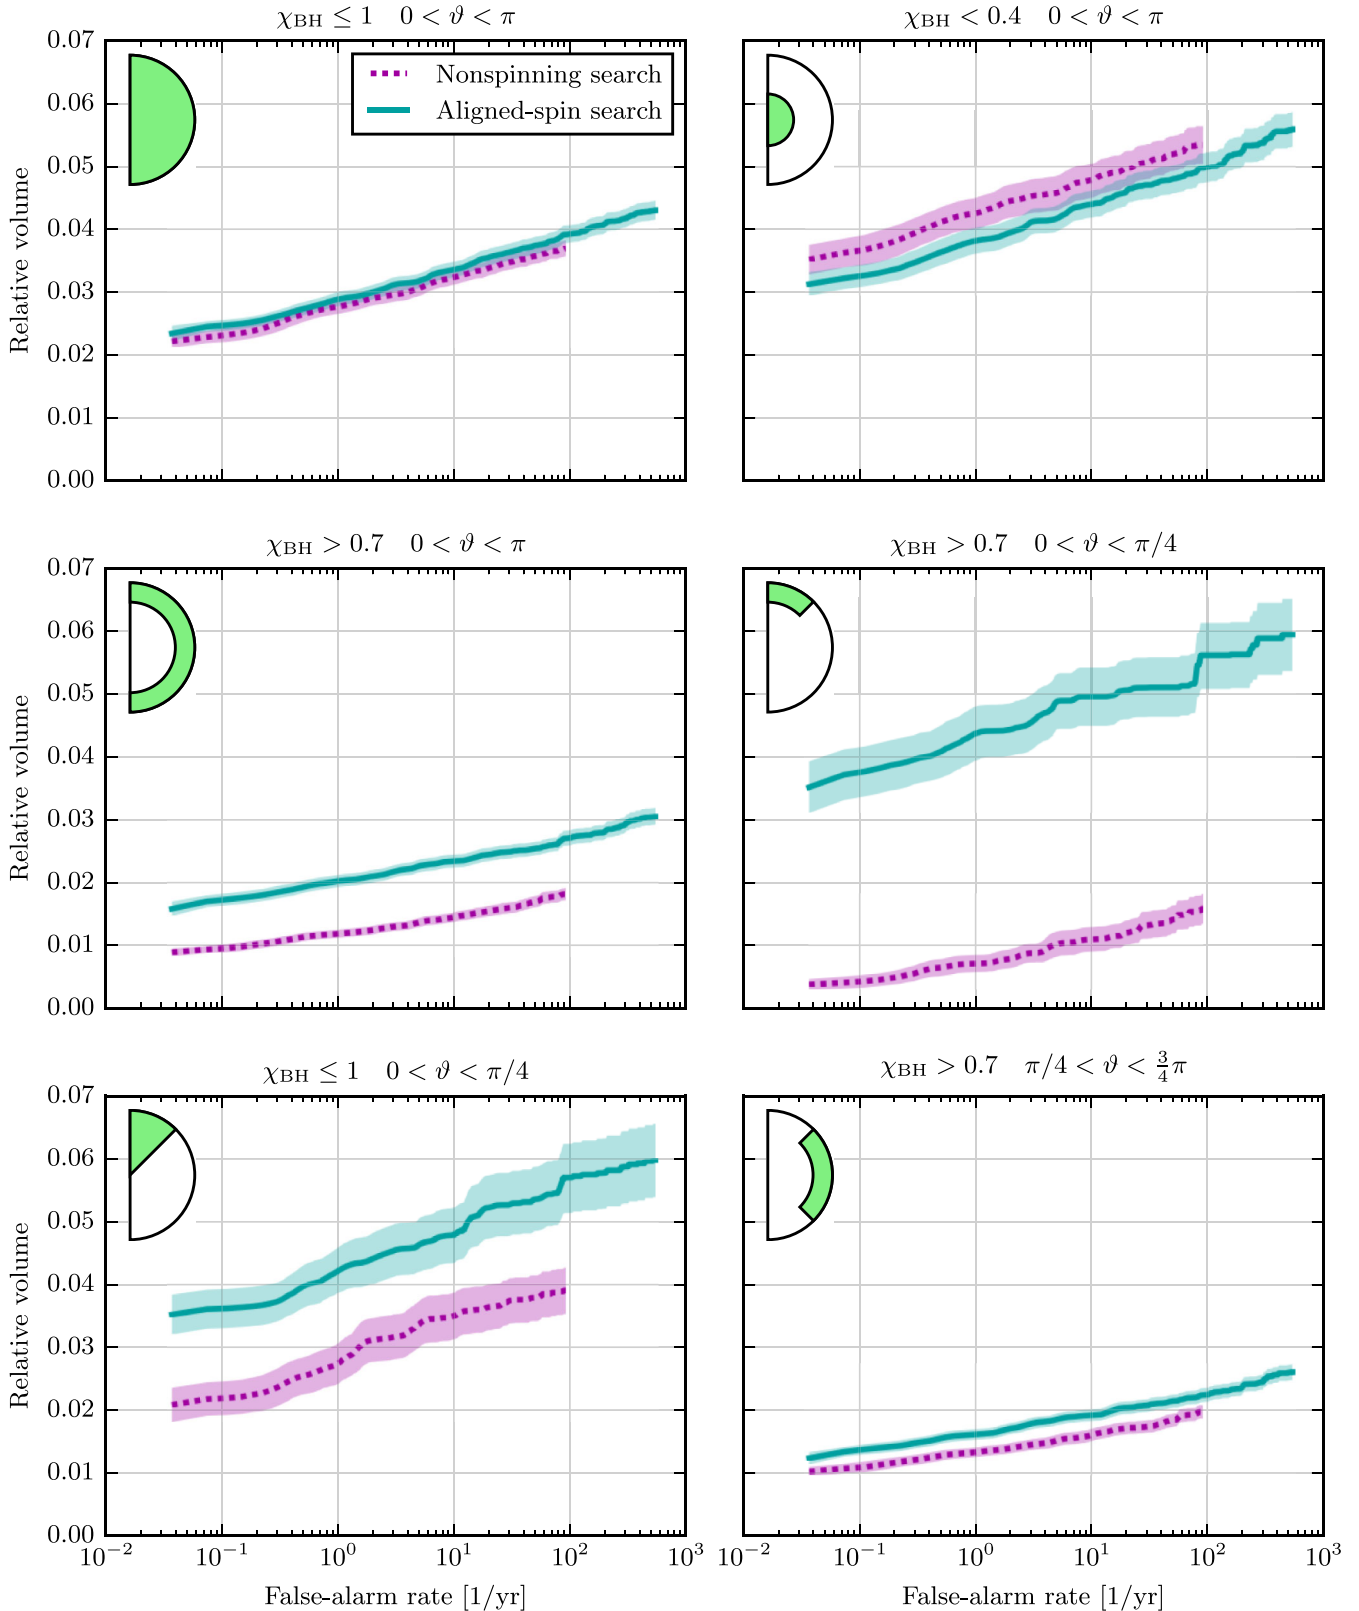 χBH ≤ 1 0 < ϑ < π
χBH < 0.4 0 < ϑ < π
0.07
0.06
0.05
0.04
0.03
0.02
0.01
0.00
Relative volume
Nonspinning search
Aligned-spin search
χBH > 0.7 0 < ϑ < π
χBH > 0.7 0 < ϑ < π/4
0.07
0.06
0.05
0.04
0.03
0.02
0.01
0.00
Relative volume
χBH ≤ 1 0 < ϑ < π/4
χBH > 0.7 π/4 < ϑ < 3/4 π
0.07
0.06
0.05
0.04
0.03
0.02
0.01
0.00
Relative volume
10⁻² 10⁻¹ 10⁰ 10¹ 10² 10³
10⁻² 10⁻¹ 10⁰ 10¹ 10² 10³
False-alarm rate [1/yr]
False-alarm rate [1/yr]